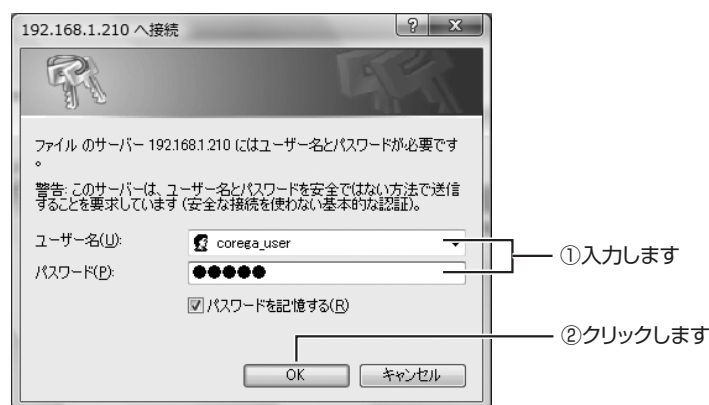 192.168.1.210 へ接続
ファイル のサーバー 192.168.1.210 にはユーザー名とパスワードが必要です
。
警告: このサーバーは、ユーザー名とパスワードを安全ではない方法で送信
することを要求しています (安全な接続を使わない基本的な認証)。
ユーザー名(U):
corega_user
①入力します
パスワード(P):
●●●●●
パスワードを記憶する(R)
②クリックします
OK
キャンセル